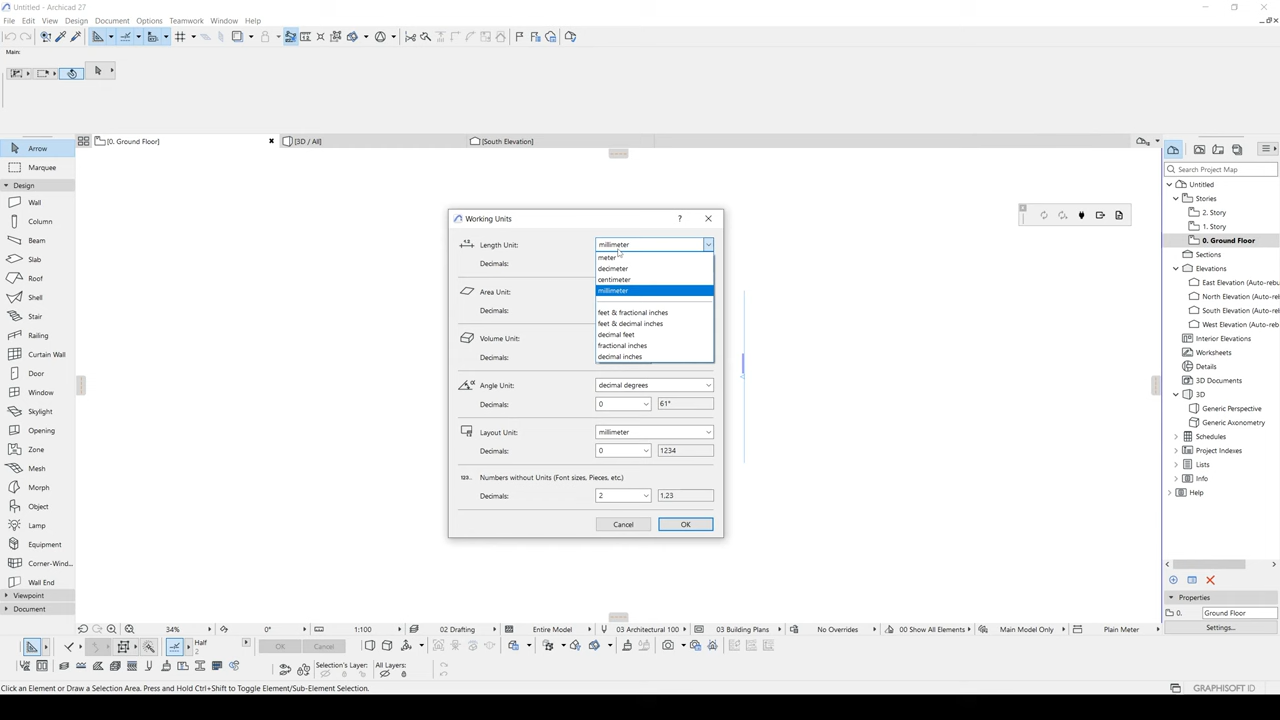 Untitled - Archicad 27
File Edit View Design Document Options Teamwork Window Help
Main:
[0. Ground Floor]
[3D / All]
[South Elevation]
Arrow
Marquee
Design
Wall
Column
Beam
Slab
Roof
Shell
Stair
Railing
Curtain Wall
Door
Window
Skylight
Opening
Zone
Mesh
Morph
Object
Lamp
Equipment
Corner-Wind...
Wall End
Viewpoint
Document
Working Units
?
Length Unit:
millimeter
Decimals:
meter
decimeter
centimeter
millimeter
feet & fractional inches
feet & decimal inches
decimal feet
fractional inches
decimal inches
Area Unit:
Decimals:
Volume Unit:
Decimals:
Angle Unit:
decimal degrees
Decimals:
0
61°
Layout Unit:
millimeter
Decimals:
0
1234
Numbers without Units (Font sizes, Pieces, etc.)
Decimals:
2
1.23
Cancel
OK
Search Project Map
Untitled
Stories
2. Story
1. Story
0. Ground Floor
Sections
Elevations
East Elevation (Auto-rebu
North Elevation (Auto-reb
South Elevation (Auto-reb
West Elevation (Auto-rebu
Interior Elevations
Worksheets
Details
3D Documents
3D
Generic Perspective
Generic Axonometry
Schedules
Project Indexes
Lists
Info
Help
Properties
0.
Ground Floor
Settings...
34%
0°
1:100
02 Drafting
Entire Model
03 Architectural 100
03 Building Plans
No Overrides
00 Show All Elements
Main Model Only
Plain Meter
Half
2
OK
Cancel
Selection's Layer:
All Layers:
Click an Element or Draw a Selection Area. Press and Hold Ctrl+Shift to Toggle Element/Sub-Element Selection.
GRAPHISOFT ID